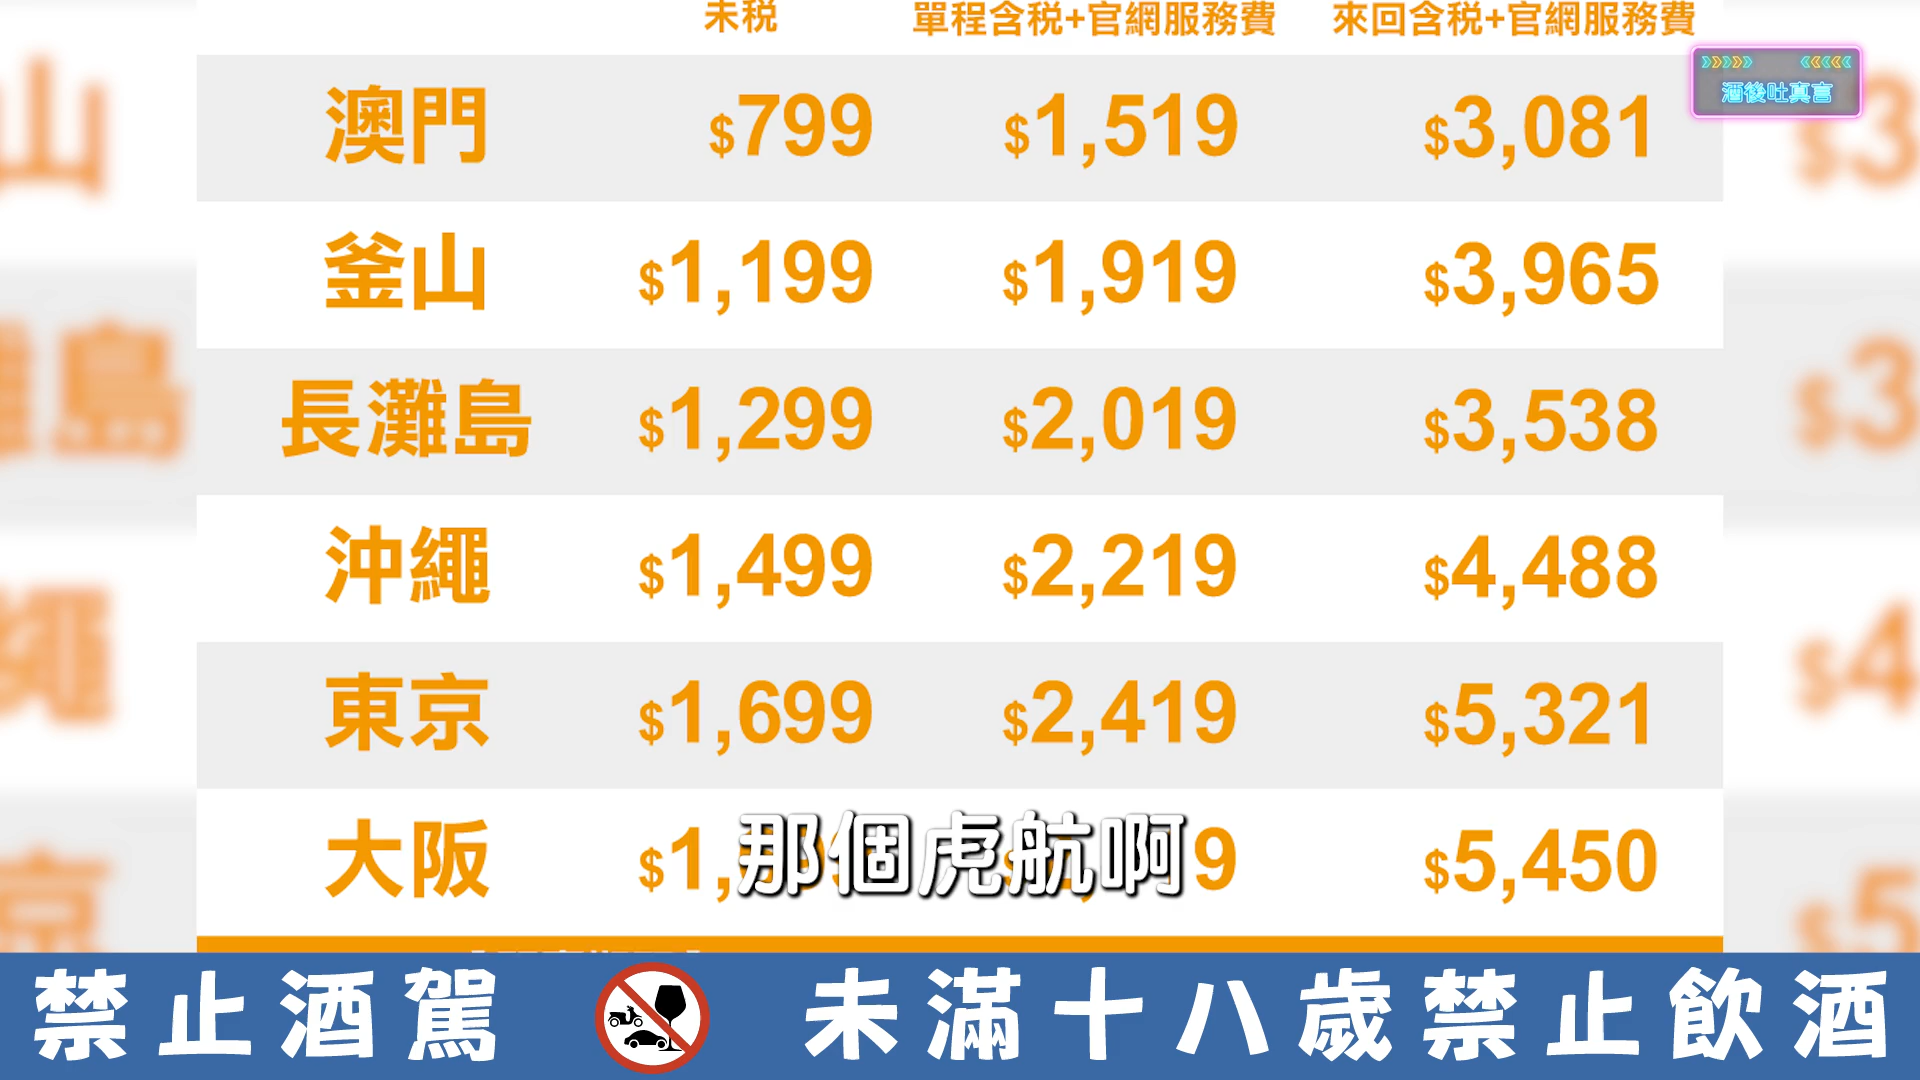 未税 單程含税+官網服務費 來回含税+官網服務費
酒後吐真言
澳門 $799 $1,519 $3,081
釜山 $1,199 $1,919 $3,965
長灘島 $1,299 $2,019 $3,538
沖繩 $1,499 $2,219 $4,488
東京 $1,699 $2,419 $5,321
大阪 $5,450
那個虎航啊
禁止酒駕 未滿十八歲禁止飲酒